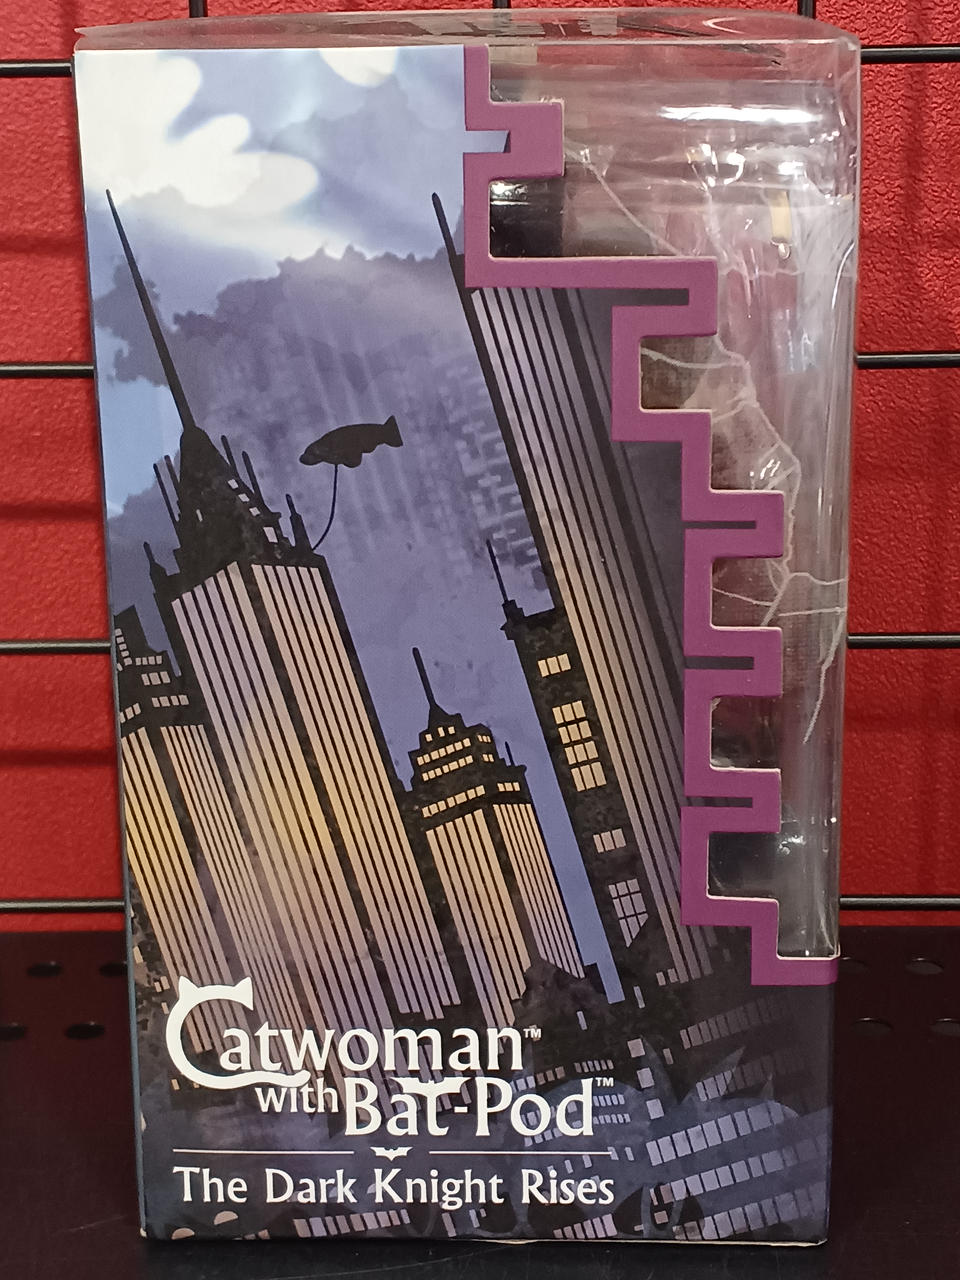 Catwoman™
with Bat-Pod™
The Dark Knight Rises